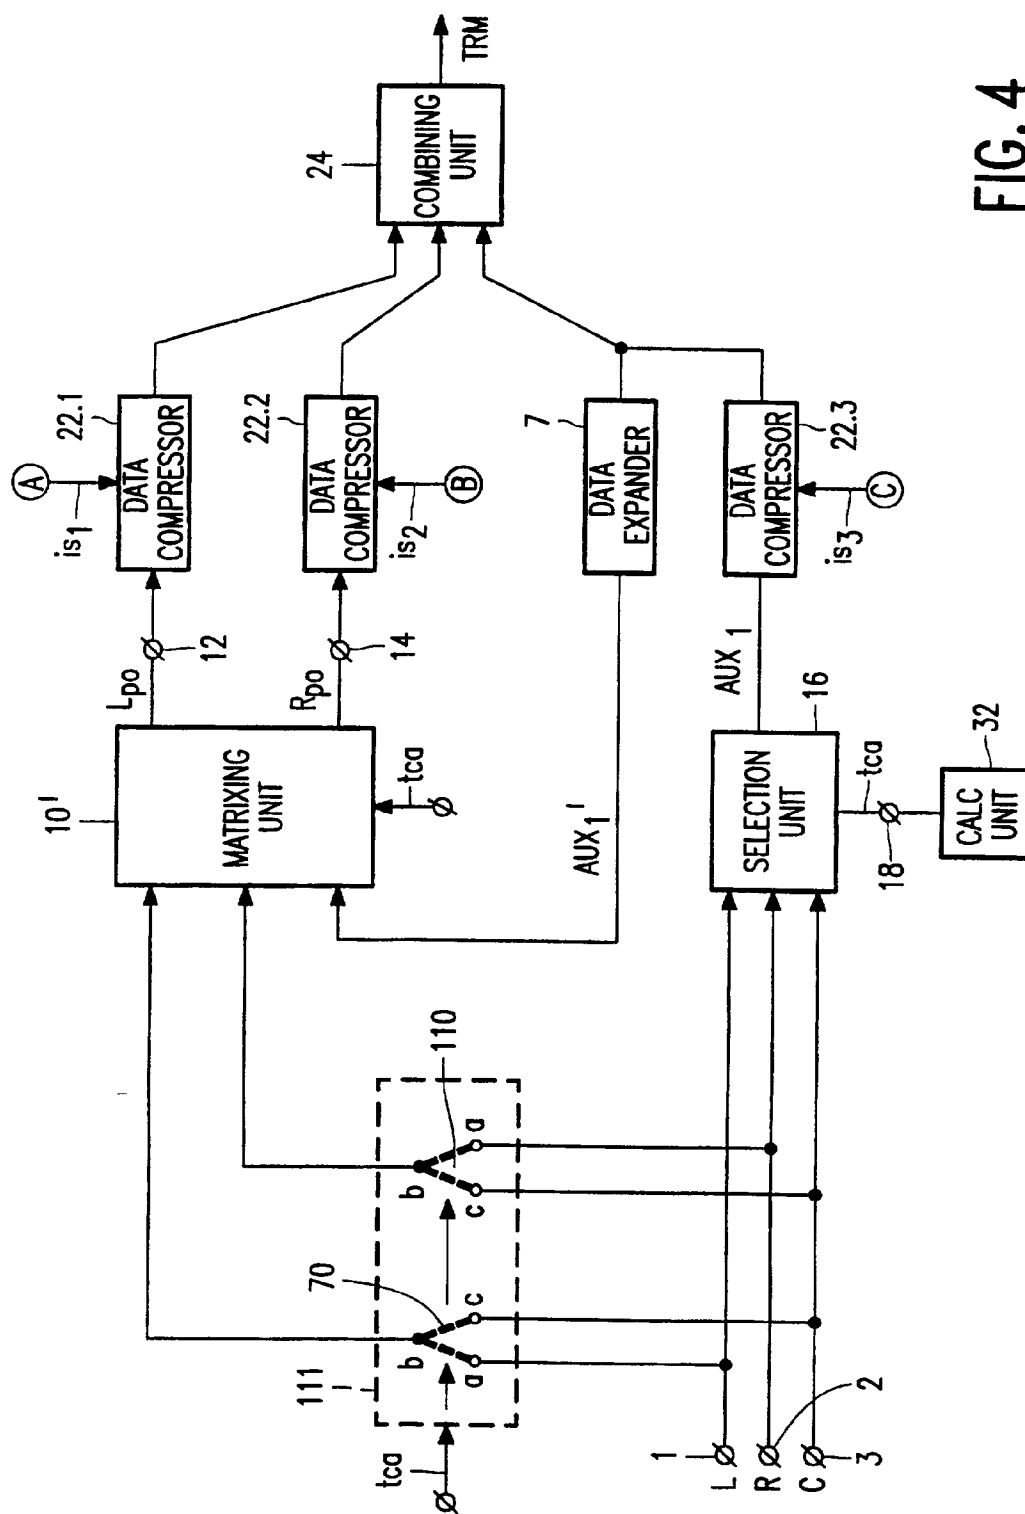 FIG. 4
TRM
24
COMBINING
UNIT
A
is1
22.1
DATA
COMPRESSOR
22.2
DATA
COMPRESSOR
is2
B
7
DATA
EXPANDER
22.3
DATA
COMPRESSOR
is3
C
Lpo
12
Rpo
14
10'
MATRIXING
UNIT
tca
AUX1'
AUX1
16
SELECTION
UNIT
tca
18
32
CALC
UNIT
110
b
a
c
70
b
c
a
111
tca
1
L
R
2
C
3